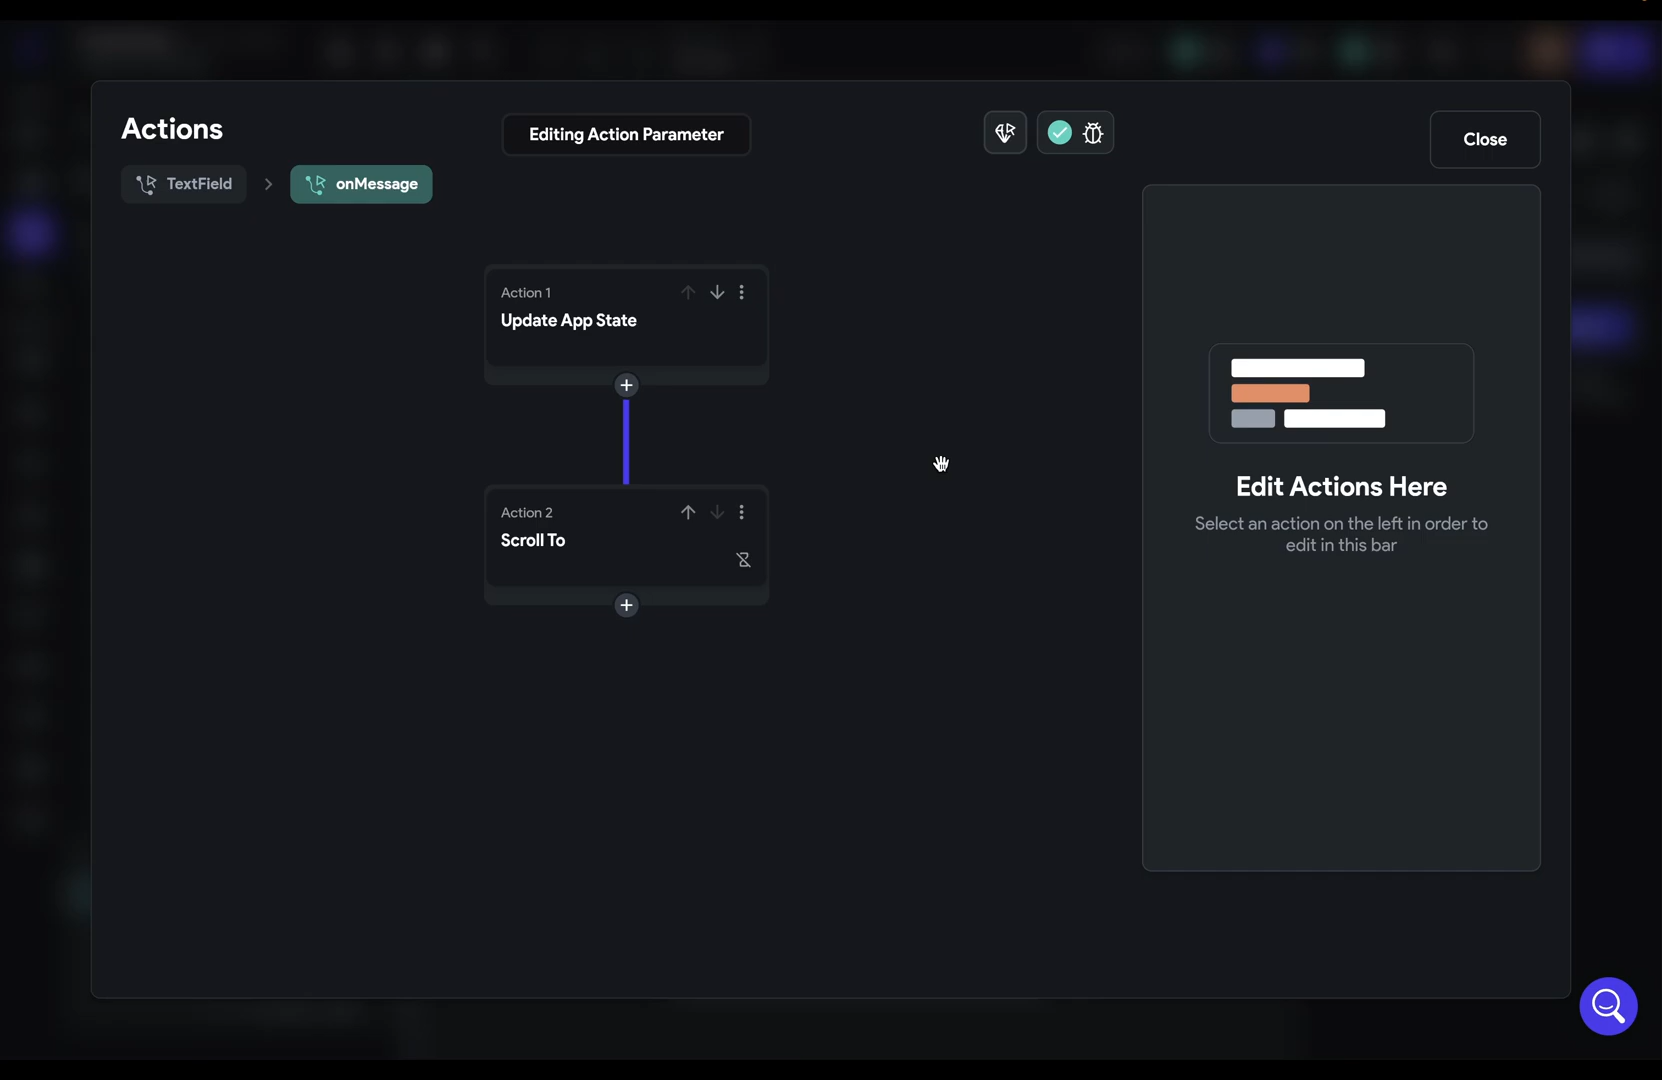 Actions
Editing Action Parameter
Close
TextField
onMessage
Action 1
Update App State
Action 2
Scroll To
Edit Actions Here
Select an action on the left in order to
edit in this bar